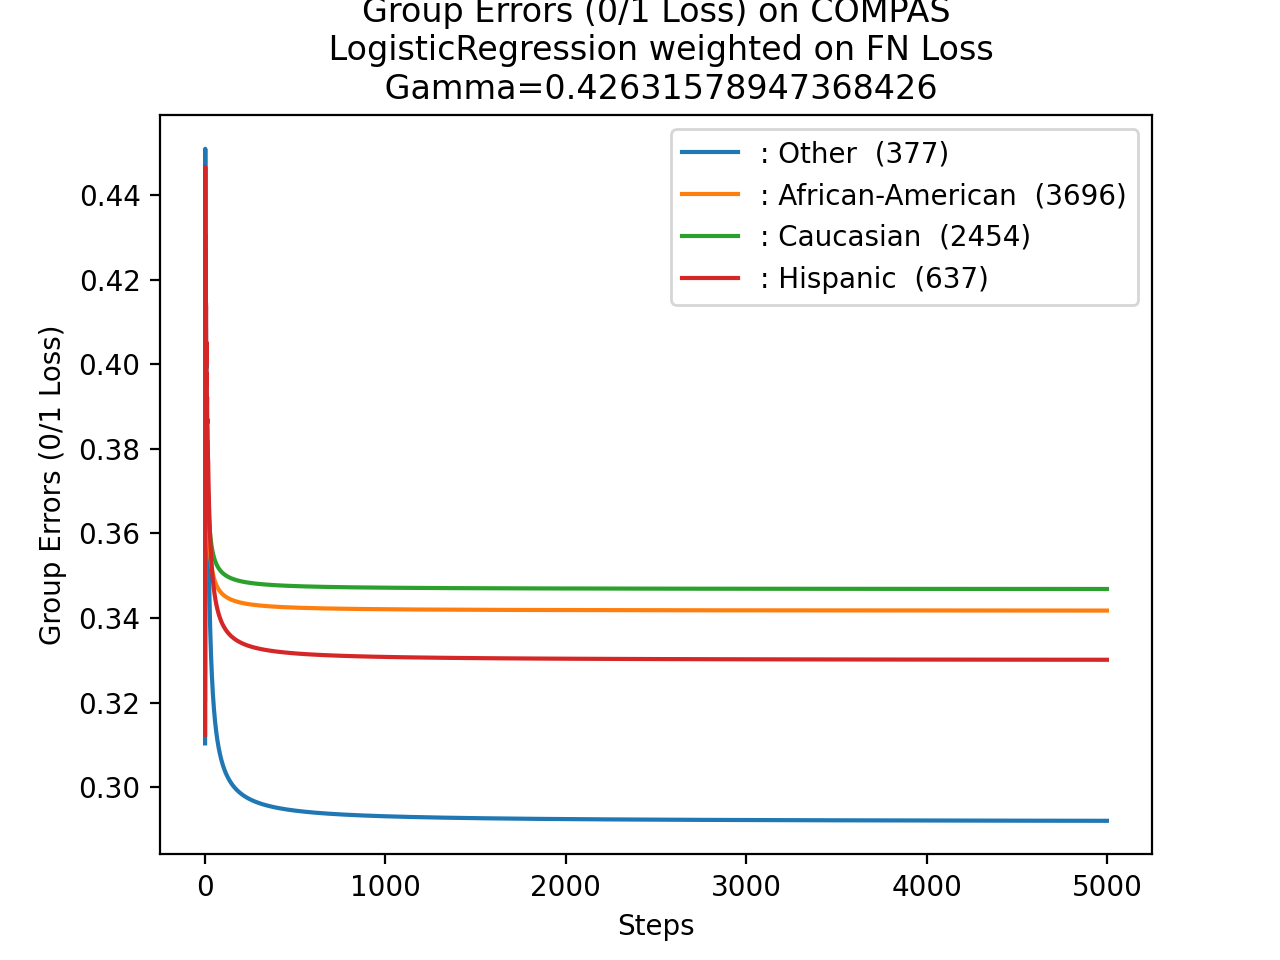 Group Errors (0/1 Loss) on COMPAS
LogisticRegression weighted on FN Loss
Gamma=0.42631578947368426
: Other (377)
: African-American (3696)
: Caucasian (2454)
: Hispanic (637)
Group Errors (0/1 Loss)
0.44
0.42
0.40
0.38
0.36
0.34
0.32
0.30
0 1000 2000 3000 4000 5000
Steps